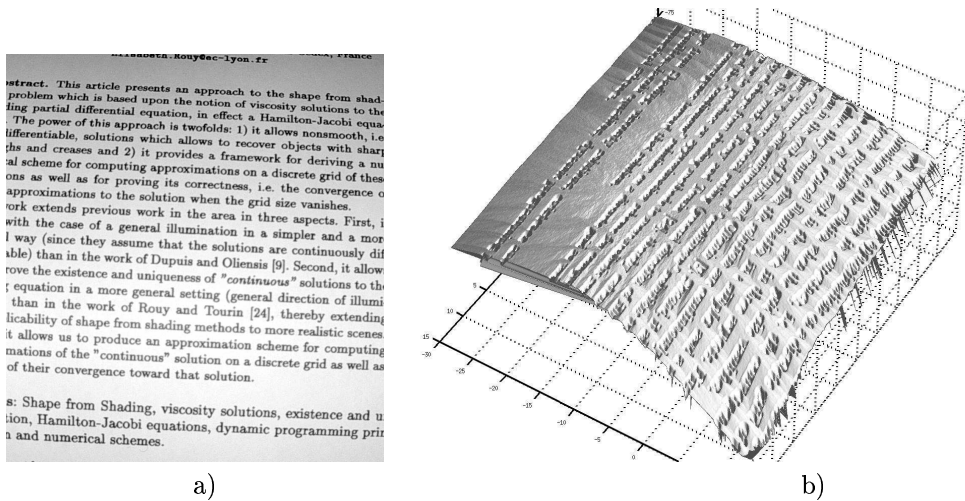 Elisabeth.Rouy@ec-lyon.fr
stract. This article presents an approach to the shape from shad-
problem which is based upon the notion of viscosity solutions to the
ding partial differential equation, in effect a Hamilton-Jacobi equa-
. The power of this approach is twofolds: 1) it allows nonsmooth, i.e
differentiable, solutions which allows to recover objects with sharp
ghs and creases and 2) it provides a framework for deriving a nu
al scheme for computing approximations on a discrete grid of these
ons as well as for proving its correctness, i.e. the convergence o
approximations to the solution when the grid size vanishes.
work extends previous work in the area in three aspects. First, i
with the case of a general illumination in a simpler and a more
l way (since they assume that the solutions are continuously dif
able) than in the work of Dupuis and Oliensis [9]. Second, it allow
rove the existence and uniqueness of "continuous" solutions to the
g equation in a more general setting (general direction of illumi
than in the work of Rouy and Tourin [24], thereby extending
licability of shape from shading methods to more realistic scenes.
it allows us to produce an approximation scheme for computing
mations of the "continuous" solution on a discrete grid as well as
of their convergence toward that solution.
s: Shape from Shading, viscosity solutions, existence and u
tion, Hamilton-Jacobi equations, dynamic programming prin
n and numerical schemes.
a)
-75
5
10
15
-30
-25
-20
-15
-10
-5
0
b)